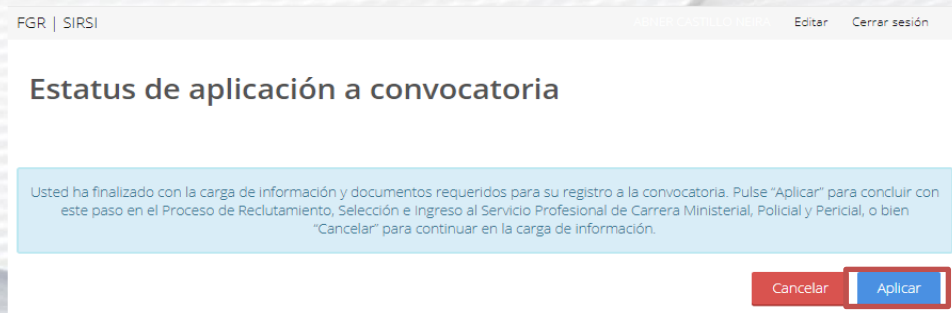 FGR | SIRSI
Editar Cerrar sesión
Estatus de aplicación a convocatoria
Usted ha finalizado con la carga de información y documentos requeridos para su registro a la convocatoria. Pulse “Aplicar” para concluir con
este paso en el Proceso de Reclutamiento, Selección e Ingreso al Servicio Profesional de Carrera Ministerial, Policial y Pericial, o bien
“Cancelar” para continuar en la carga de información.
Cancelar Aplicar